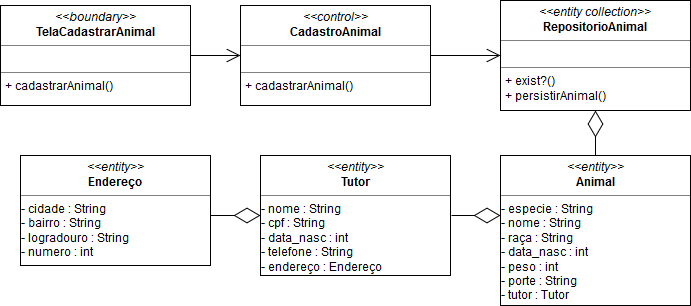 <<boundary>>
TelaCadastrarAnimal
+ cadastrarAnimal()
<<control>>
CadastroAnimal
+ cadastrarAnimal()
<<entity collection>>
RepositorioAnimal
+ exist?()
+ persistirAnimal()
<<entity>>
Endereço
- cidade : String
- bairro : String
- logradouro : String
- numero : int
<<entity>>
Tutor
- nome : String
- cpf : String
- data_nasc : int
- telefone : String
- endereço : Endereço
<<entity>>
Animal
- especie : String
- nome : String
- raça : String
- data_nasc : int
- peso : int
- porte : String
- tutor : Tutor